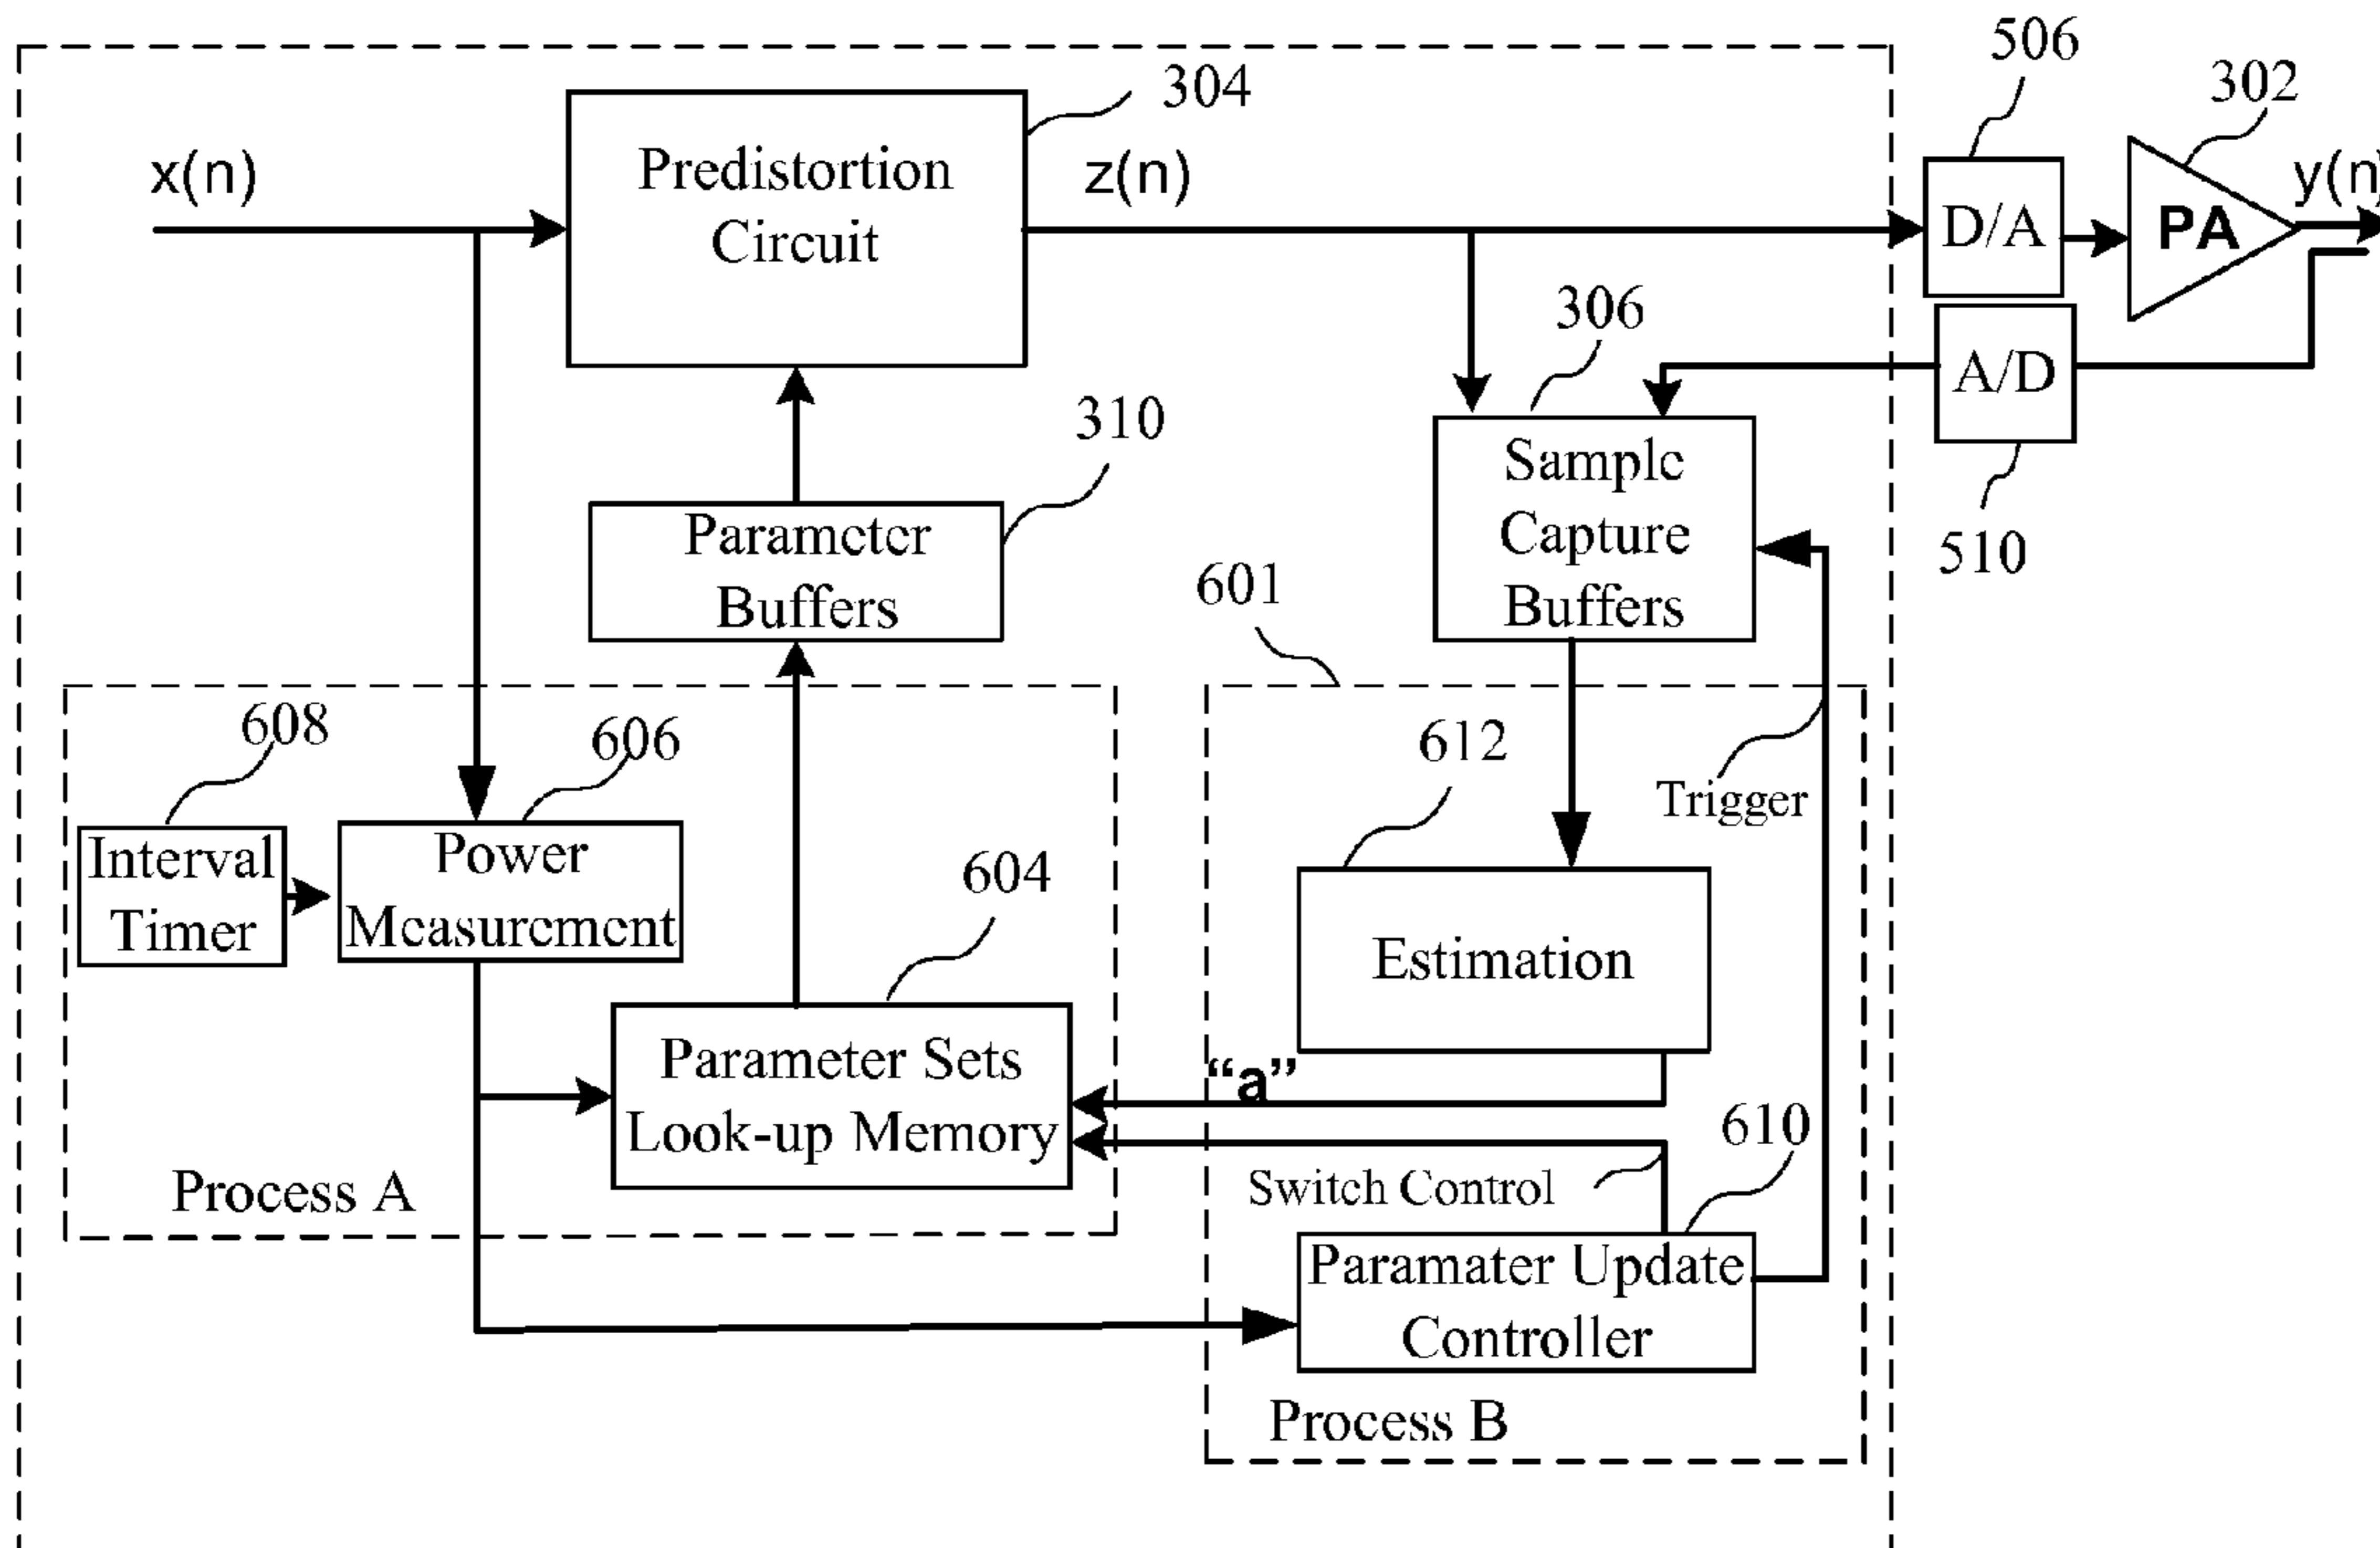 506
302
304
x(n)
Predistortion
Circuit
z(n)
D/A
PA
y(n)
306
A/D
310
Sample
Capture
Buffers
510
Parameter
Buffers
601
608
606
612
Trigger
Interval
Timer
Power
Measurement
604
Estimation
Parameter Sets
Look-up Memory
“a”
610
Switch Control
Process A
Paramater Update
Controller
Process B